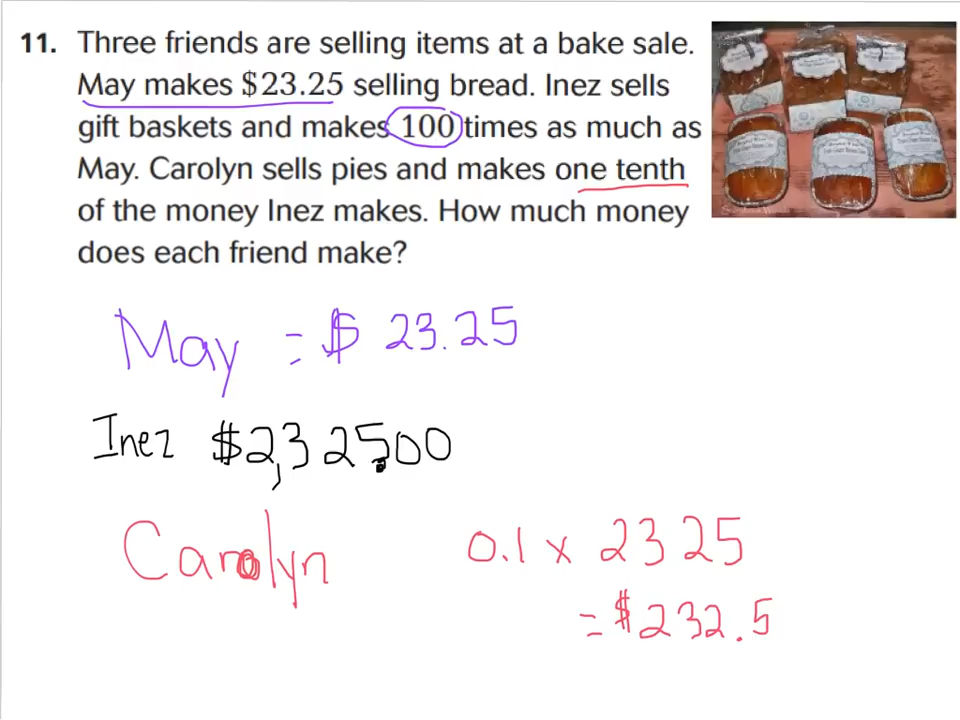 11. Three friends are selling items at a bake sale.
May makes $23.25 selling bread. Inez sells
gift baskets and makes 100 times as much as
May. Carolyn sells pies and makes one tenth
of the money Inez makes. How much money
does each friend make?
May = $ 23.25
Inez $2,325.00
Carolyn 0.1 x 2325
= $232.5